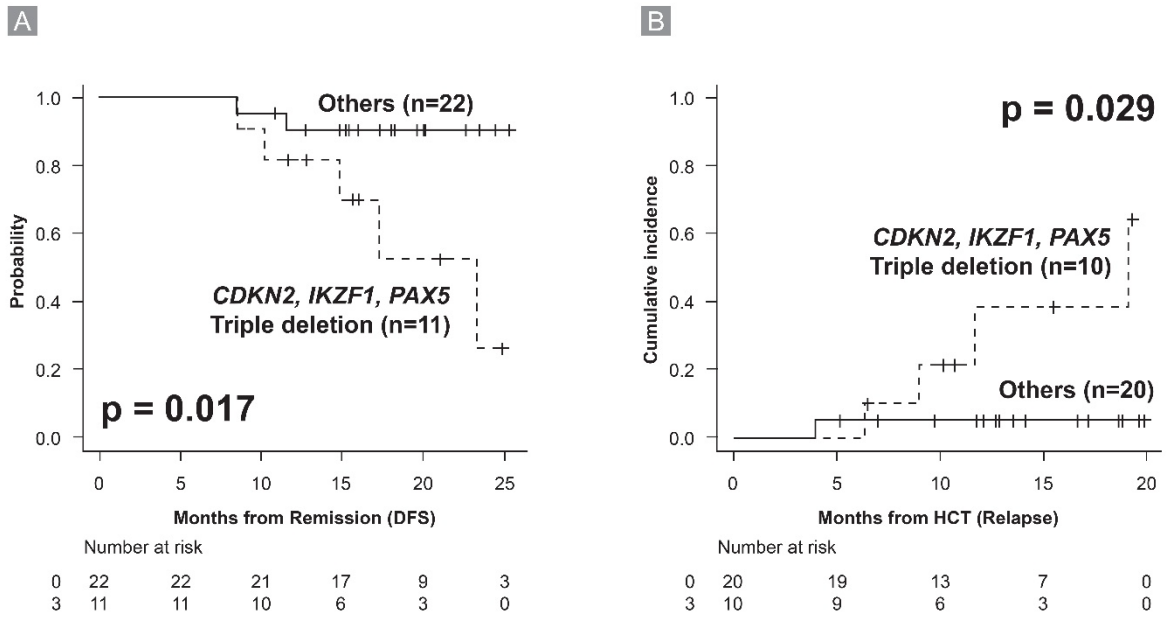 A
Probability
1.0
0.8
0.6
0.4
0.2
0.0
Others (n=22)
CDKN2, IKZF1, PAX5
Triple deletion (n=11)
p = 0.017
0 5 10 15 20 25
Months from Remission (DFS)
Number at risk
0 22 22 21 17 9 3
3 11 11 10 6 3 0
B
Cumulative incidence
1.0
0.8
0.6
0.4
0.2
0.0
p = 0.029
CDKN2, IKZF1, PAX5
Triple deletion (n=10)
Others (n=20)
0 5 10 15 20
Months from HCT (Relapse)
Number at risk
0 20 19 13 7 0
3 10 9 6 3 0